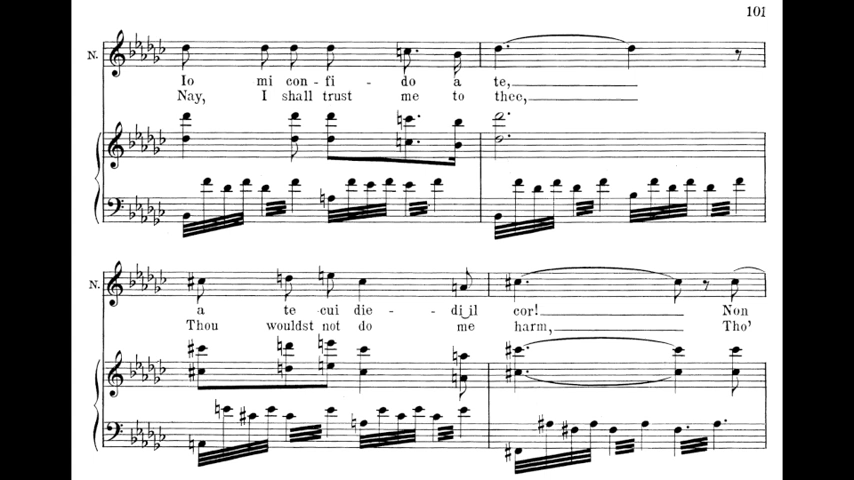 101
N.
Io mi con - fi - do a te,
Nay, I shall trust me to thee,
N.
a te cui die - di il cor! Non
Thou wouldst not do me harm, Tho'